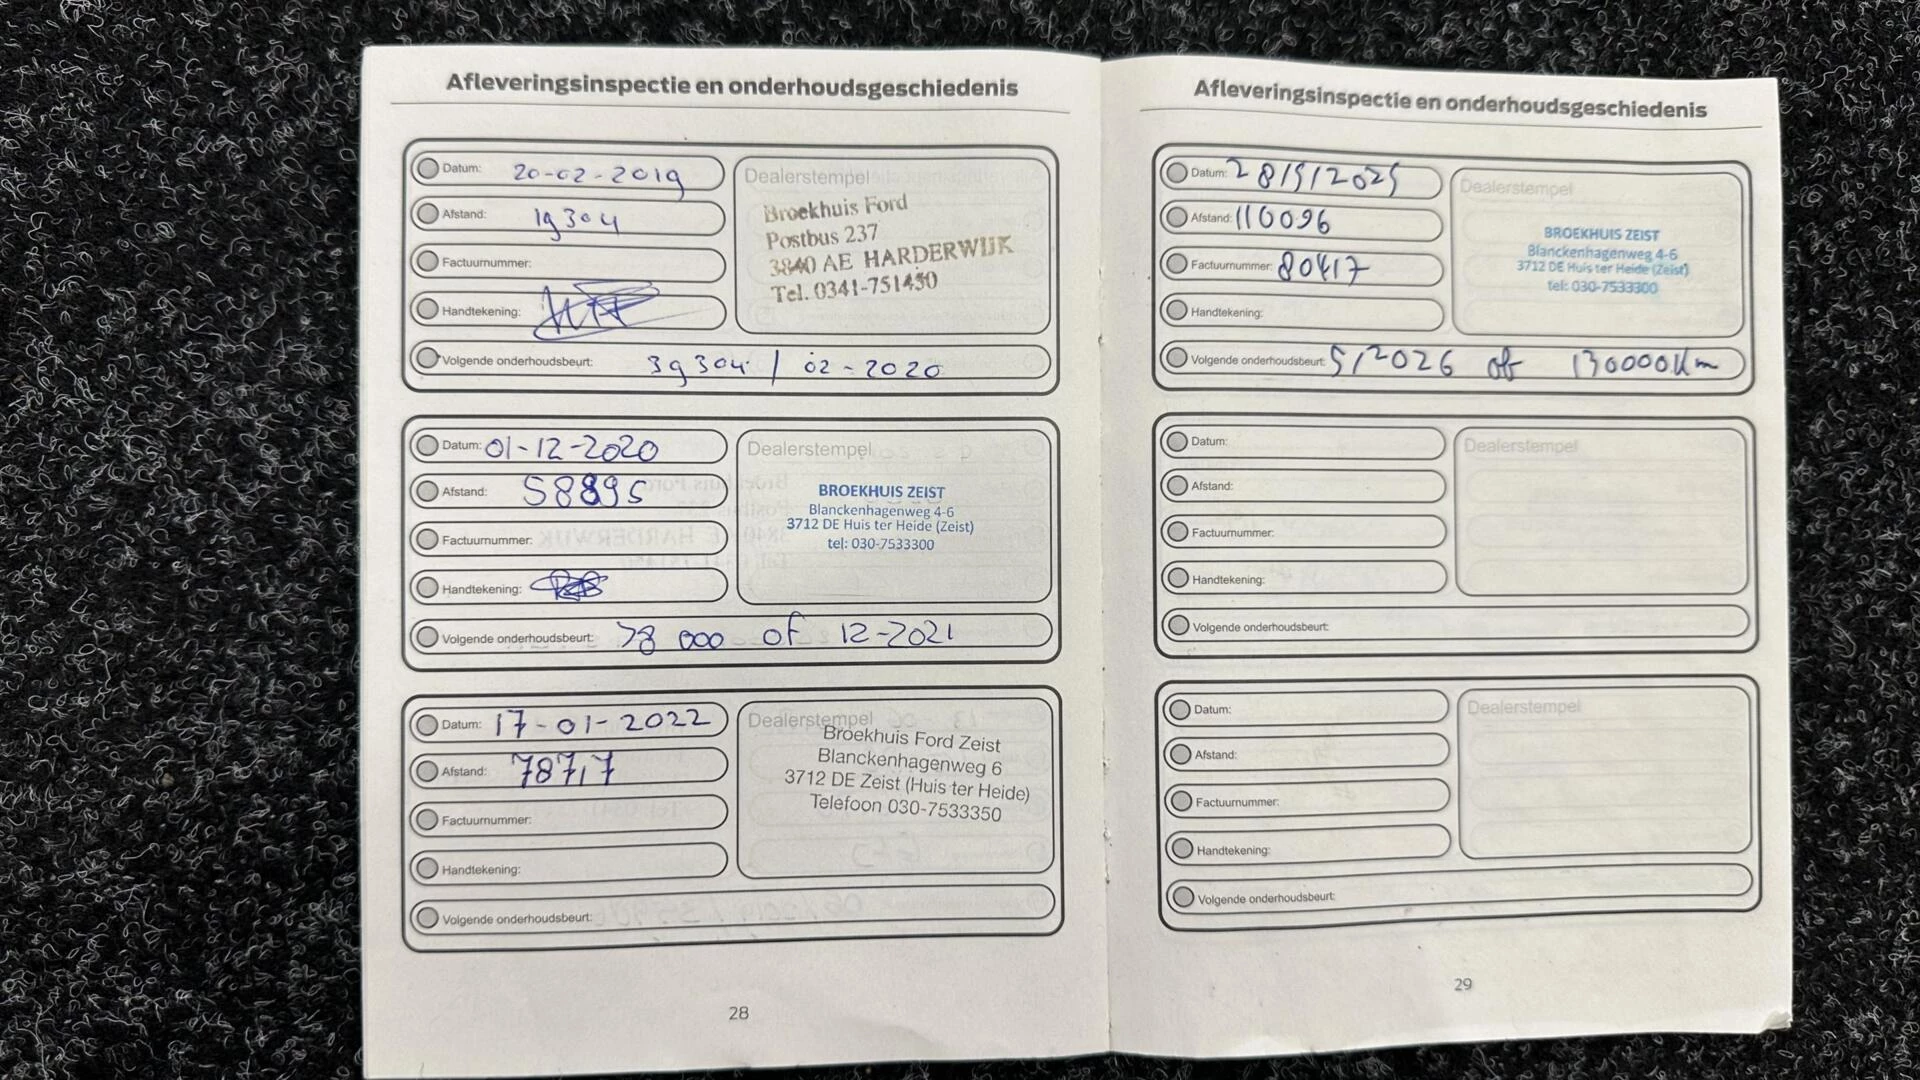 Afleveringsinspectie en onderhoudsgeschiedenis
Datum: 20-02-2019
Afstand: 19304
Factuurnummer:
Handtekening:
Volgende onderhoudsbeurt: 39304 / 02-2020
Dealerstempel
Broekhuis Ford
Postbus 237
3840 AE HARDERWIJK
Tel. 0341-751450
Datum: 01-12-2020
Afstand: 58895
Factuurnummer:
Handtekening:
Volgende onderhoudsbeurt: 78 000 of 12-2021
Dealerstempel
BROEKHUIS ZEIST
Blanckenhagenweg 4-6
3712 DE Huis ter Heide (Zeist)
tel: 030-7533300
Datum: 17-01-2022
Afstand: 78717
Factuurnummer:
Handtekening:
Volgende onderhoudsbeurt:
Dealerstempel
Broekhuis Ford Zeist
Blanckenhagenweg 6
3712 DE Zeist (Huis ter Heide)
Telefoon 030-7533350
28
Afleveringsinspectie en onderhoudsgeschiedenis
Datum: 28/5/2025
Afstand: 110096
Factuurnummer: 80417
Handtekening:
Volgende onderhoudsbeurt: 5/2026 of 130000Km
Dealerstempel
BROEKHUIS ZEIST
Blanckenhagenweg 4-6
3712 DE Huis ter Heide (Zeist)
tel: 030-7533300
Datum:
Afstand:
Factuurnummer:
Handtekening:
Volgende onderhoudsbeurt:
Dealerstempel
Datum:
Afstand:
Factuurnummer:
Handtekening:
Volgende onderhoudsbeurt:
Dealerstempel
29